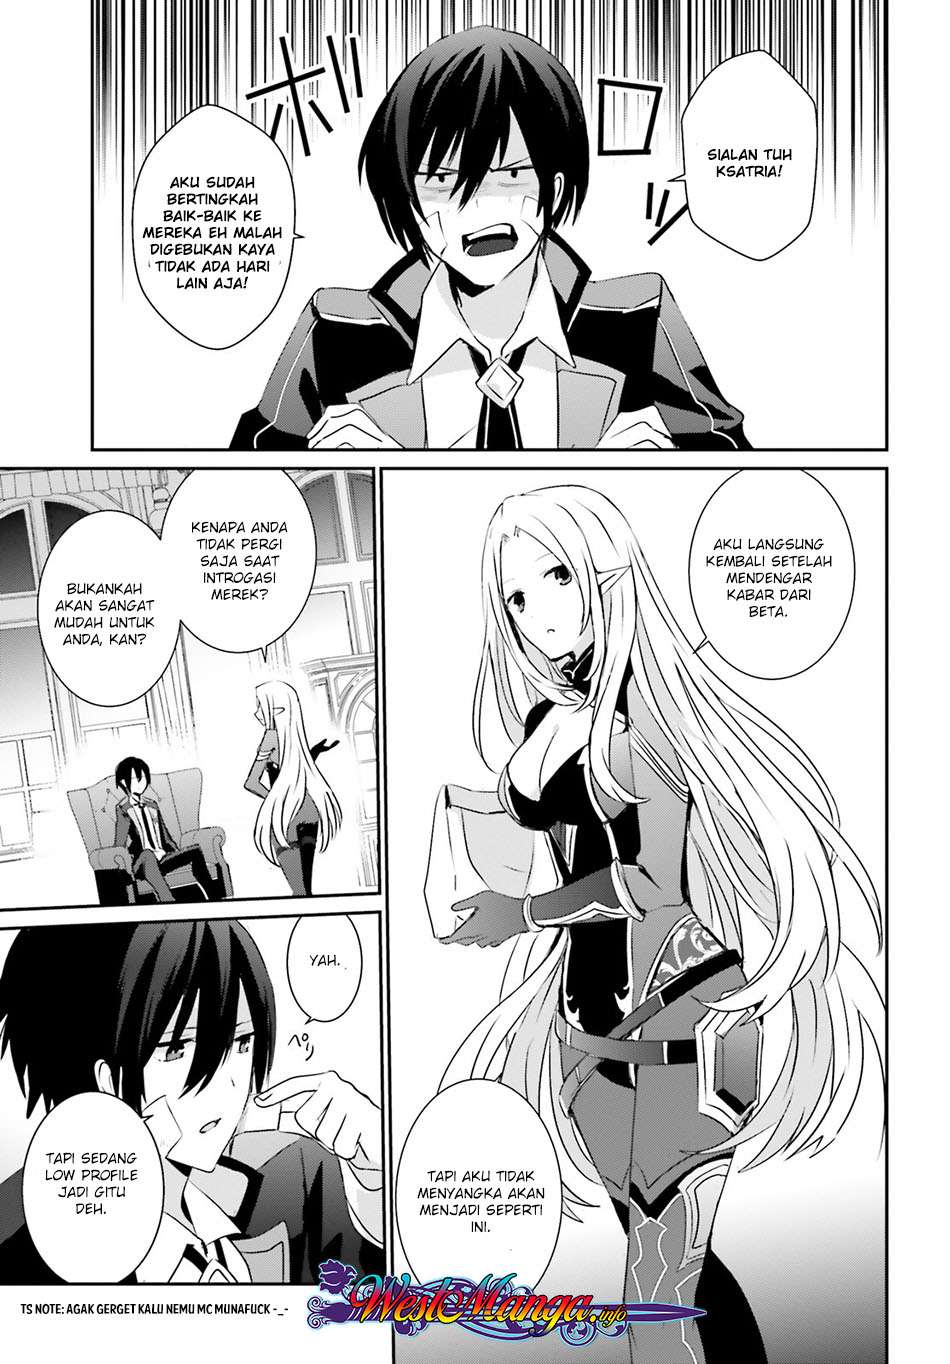 ボロ
SIALAN TUH
KSATRIA!
AKU SUDAH
BERTINGKAH
BAIK-BAIK KE
MEREKA EH MALAH
DIGEBUKAN KAYA
TIDAK ADA HARI
LAIN AJA!
AKU LANGSUNG
KEMBALI SETELAH
MENDENGAR
KABAR DARI
BETA.
TAPI AKU TIDAK
MENYANGKA AKAN
MENJADI SEPERTI
INI.
KENAPA ANDA
TIDAK PERGI
SAJA SAAT
INTROGASI
MEREK?
BUKANKAH
AKAN SANGAT
MUDAH UNTUK
ANDA, KAN?
YAH.
TAPI SEDANG
LOW PROFILE
JADI GITU
DEH.
TS NOTE: AGAK GERGET KALU NEMU MC MUNAFUCK -_-
WestManga.info